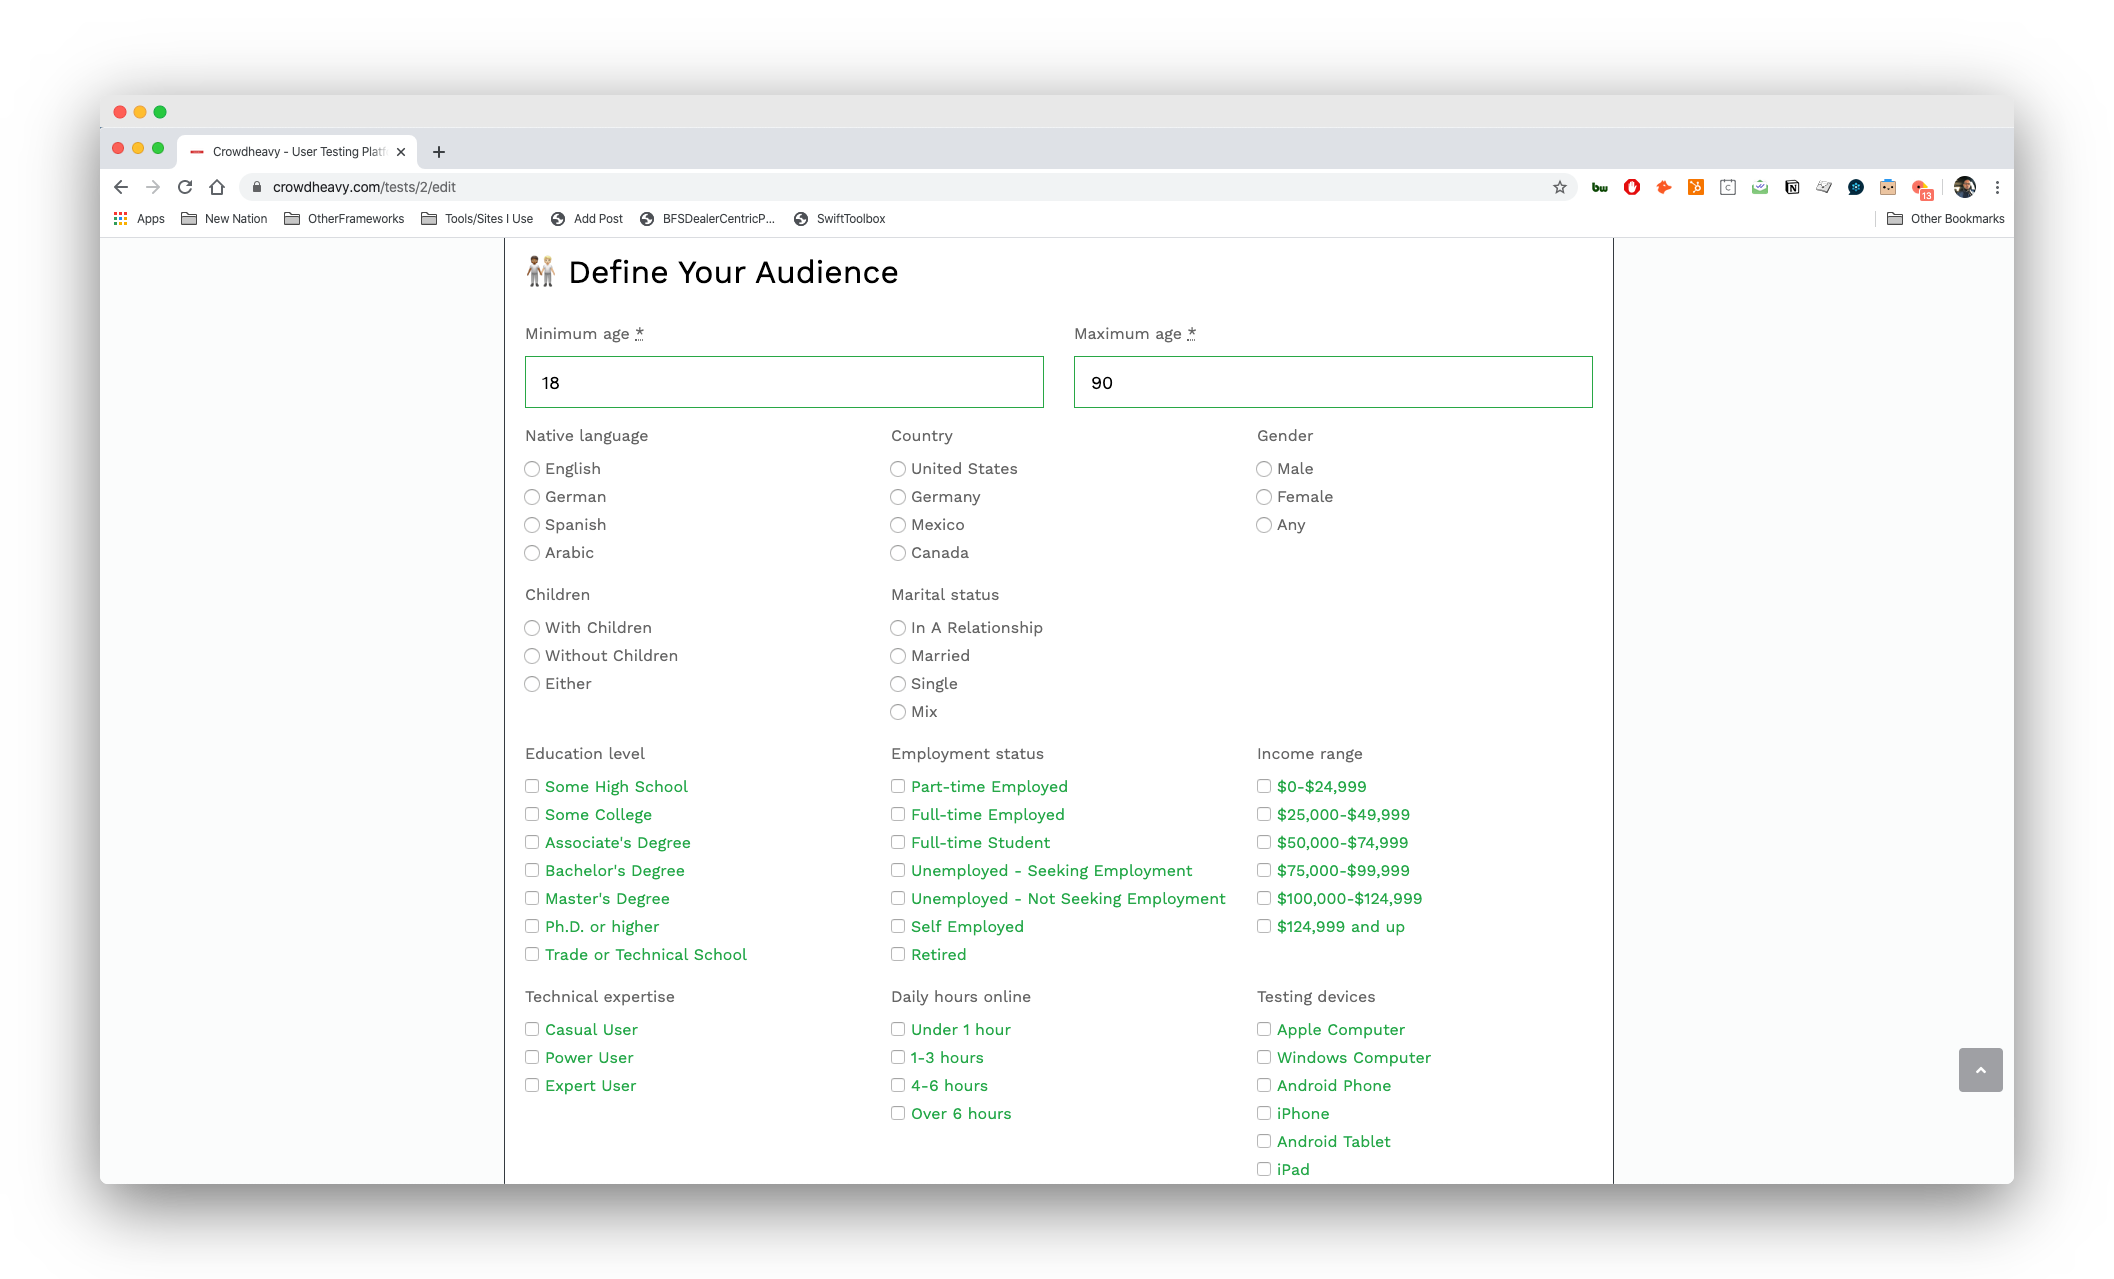 Crowdheavy - User Testing Platf
crowdheavy.com/tests/2/edit
bw
C
13
Apps New Nation OtherFrameworks Tools/Sites I Use Add Post BFSDealerCentricP... SwiftToolbox Other Bookmarks
Define Your Audience
Minimum age * Maximum age *
18 90
Native language Country Gender
English United States Male
German Germany Female
Spanish Mexico Any
Arabic Canada
Children Marital status
With Children In A Relationship
Without Children Married
Either Single
Mix
Education level Employment status Income range
Some High School Part-time Employed $0-$24,999
Some College Full-time Employed $25,000-$49,999
Associate's Degree Full-time Student $50,000-$74,999
Bachelor's Degree Unemployed - Seeking Employment $75,000-$99,999
Master's Degree Unemployed - Not Seeking Employment $100,000-$124,999
Ph.D. or higher Self Employed $124,999 and up
Trade or Technical School Retired
Technical expertise Daily hours online Testing devices
Casual User Under 1 hour Apple Computer
Power User 1-3 hours Windows Computer
Expert User 4-6 hours Android Phone
Over 6 hours iPhone
Android Tablet
iPad